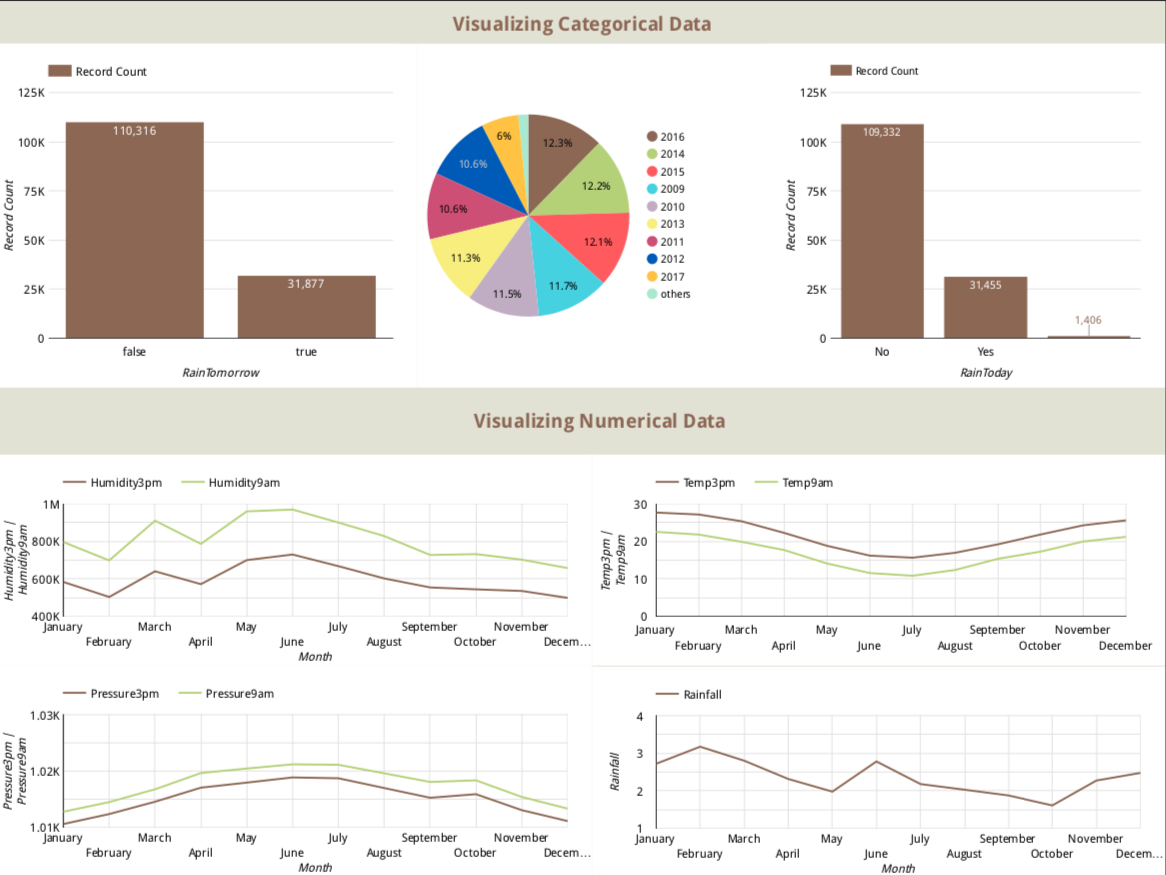 Visualizing Categorical Data
Record Count
125K
100K
75K
50K
25K
0
Record Count
110,316
31,877
false
true
RainTomorrow
12.3%
12.2%
12.1%
11.7%
11.5%
11.3%
10.6%
10.6%
6%
2016
2014
2015
2009
2010
2013
2011
2012
2017
others
Record Count
125K
100K
75K
50K
25K
0
Record Count
109,332
31,455
1,406
No
Yes
RainToday
Visualizing Numerical Data
Humidity3pm Humidity9am
1M
800K
600K
400K
Humidity3pm |
Humidity9am
January March May July September November
February April June August October Decem...
Month
Temp3pm Temp9am
30
20
10
0
Temp3pm |
Temp9am
January March May July September November
February April June August October December
Pressure3pm Pressure9am
1.03K
1.02K
1.01K
Pressure3pm |
Pressure9am
January March May July September November
February April June August October Decem...
Month
Rainfall
4
3
2
1
Rainfall
January March May July September November
February April June August October Decem...
Month